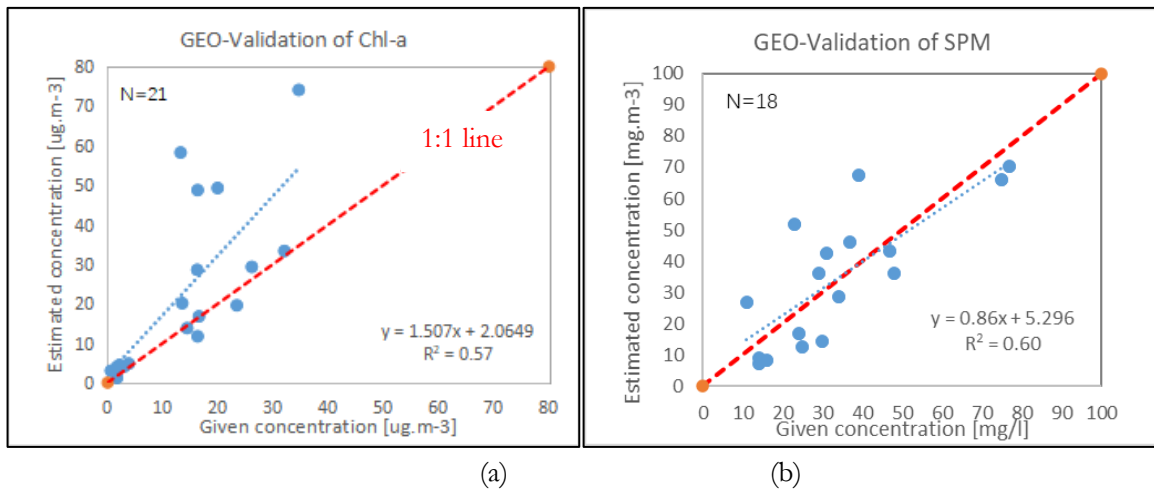 GEO-Validation of Chl-a
Estimated concentration [ug.m-3]
80
70
60
50
40
30
20
10
0
N=21
1:1 line
y = 1.507x + 2.0649
R² = 0.57
0 10 20 30 40 50 60 70 80
Given concentration [ug.m-3]
(a)
GEO-Validation of SPM
Estimated concentration [mg.m-3]
100
90
80
70
60
50
40
30
20
10
0
N=18
y = 0.86x + 5.296
R² = 0.60
0 10 20 30 40 50 60 70 80 90 100
Given concentration [mg/l]
(b)